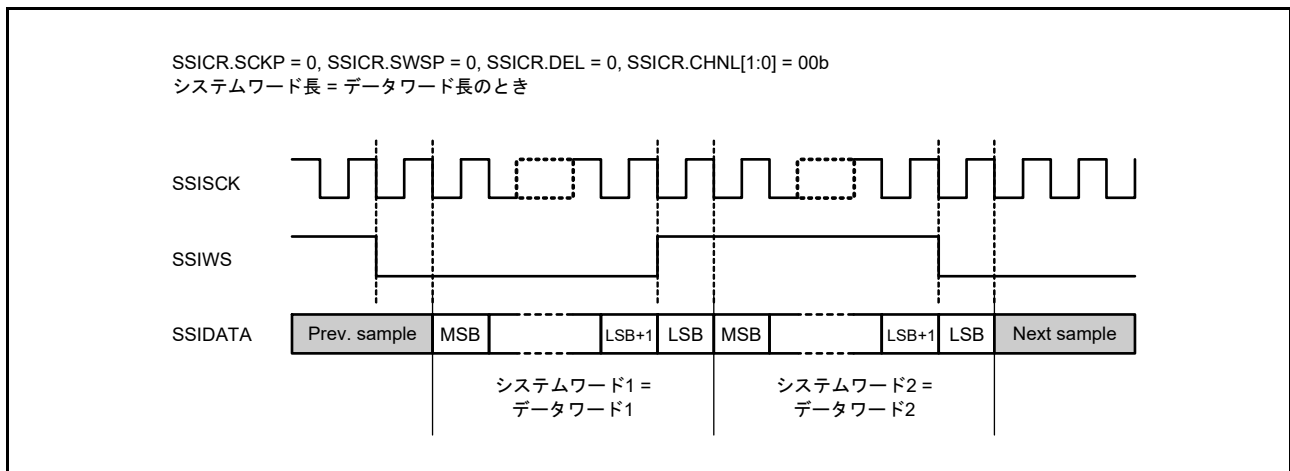 SSICR.SCKP = 0, SSICR.SWSP = 0, SSICR.DEL = 0, SSICR.CHNL[1:0] = 00b
システムワード長 = データワード長のとき
SSISCK
SSIWS
SSIDATA
Prev. sample
MSB
LSB+1
LSB
MSB
LSB+1
LSB
Next sample
システムワード1 =
データワード1
システムワード2 =
データワード2